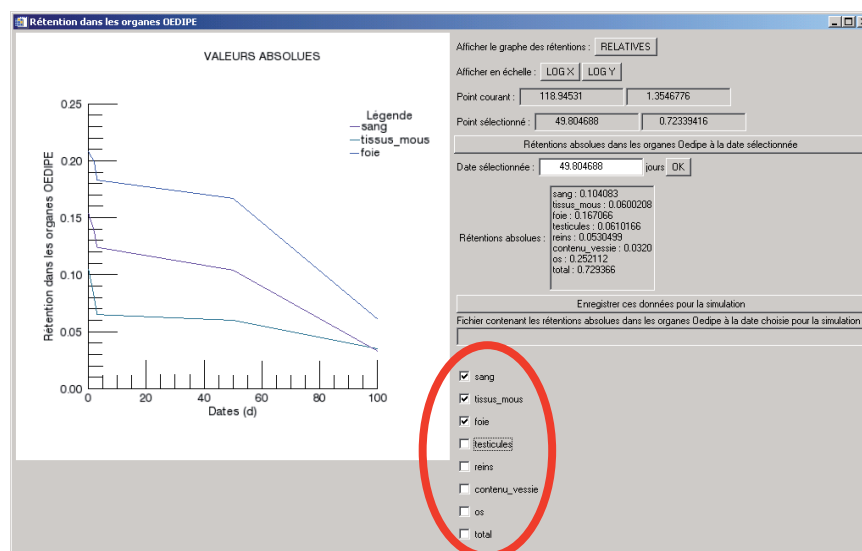 Rétention dans les organes OEDIPE
VALEURS ABSOLUES
0.25
0.20
0.15
0.10
0.05
0.00
Rétention dans les organes OEDIPE
0
20
40
60
80
100
Dates (d)
Légende
sang
tissus_mous
foie
Afficher le graphe des rétentions : RELATIVES
Afficher en échelle : LOG X LOG Y
Point courant : 118.94531 1.3546776
Point sélectionné : 49.804688 0.72339416
Rétentions absolues dans les organes Oedipe à la date sélectionnée
Date sélectionnée : 49.804688 jours OK
Rétentions absolues :
sang : 0.104083
tissus_mous : 0.0600208
foie : 0.167066
testicules : 0.0610166
reins : 0.0530499
contenu_vessie : 0.0320
os : 0.252112
total : 0.729366
Enregistrer ces données pour la simulation
Fichier contenant les rétentions absolues dans les organes Oedipe à la date choisie pour la simulation
sang
tissus_mous
foie
testicules
reins
contenu_vessie
os
total